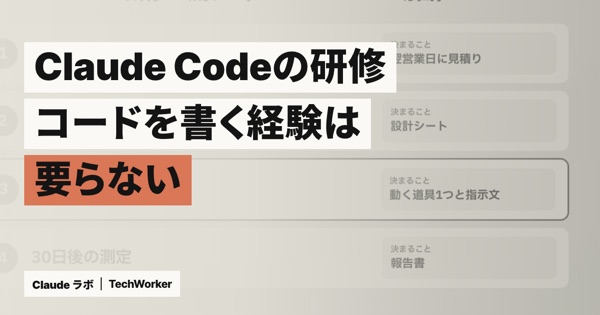 Claude Codeの研修
コードを書く経験は
要らない
決まること
翌営業日に見積り
決まること
設計シート
決まること
動く道具1つと指示文
30日後の測定
決まること
報告書
Claude ラボ | TechWorker